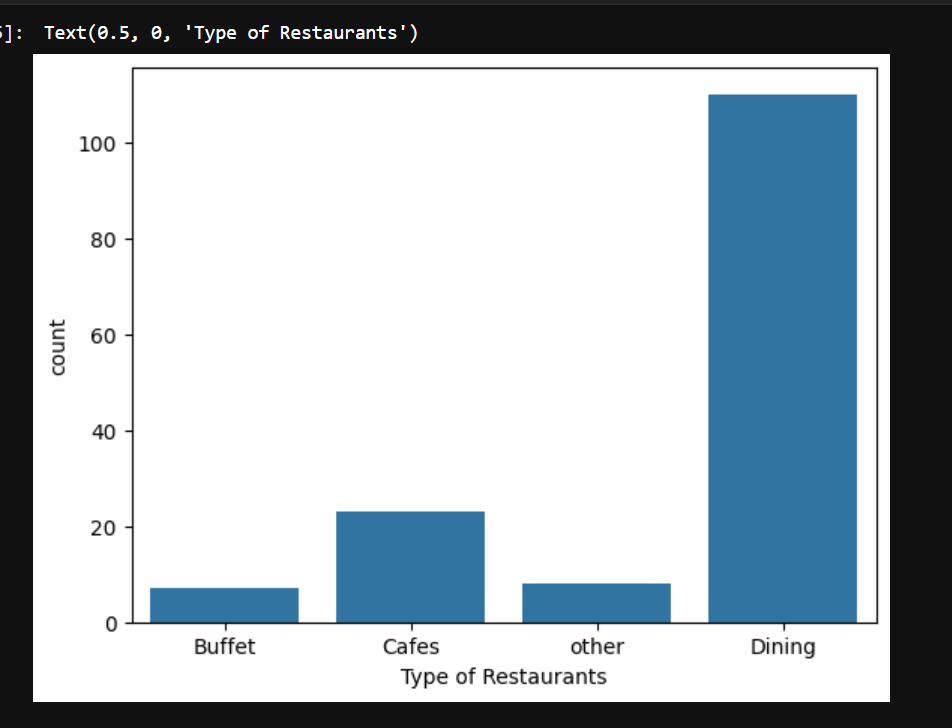 ]: Text(0.5, 0, 'Type of Restaurants')
100
80
60
40
20
0
count
Buffet Cafes other Dining
Type of Restaurants